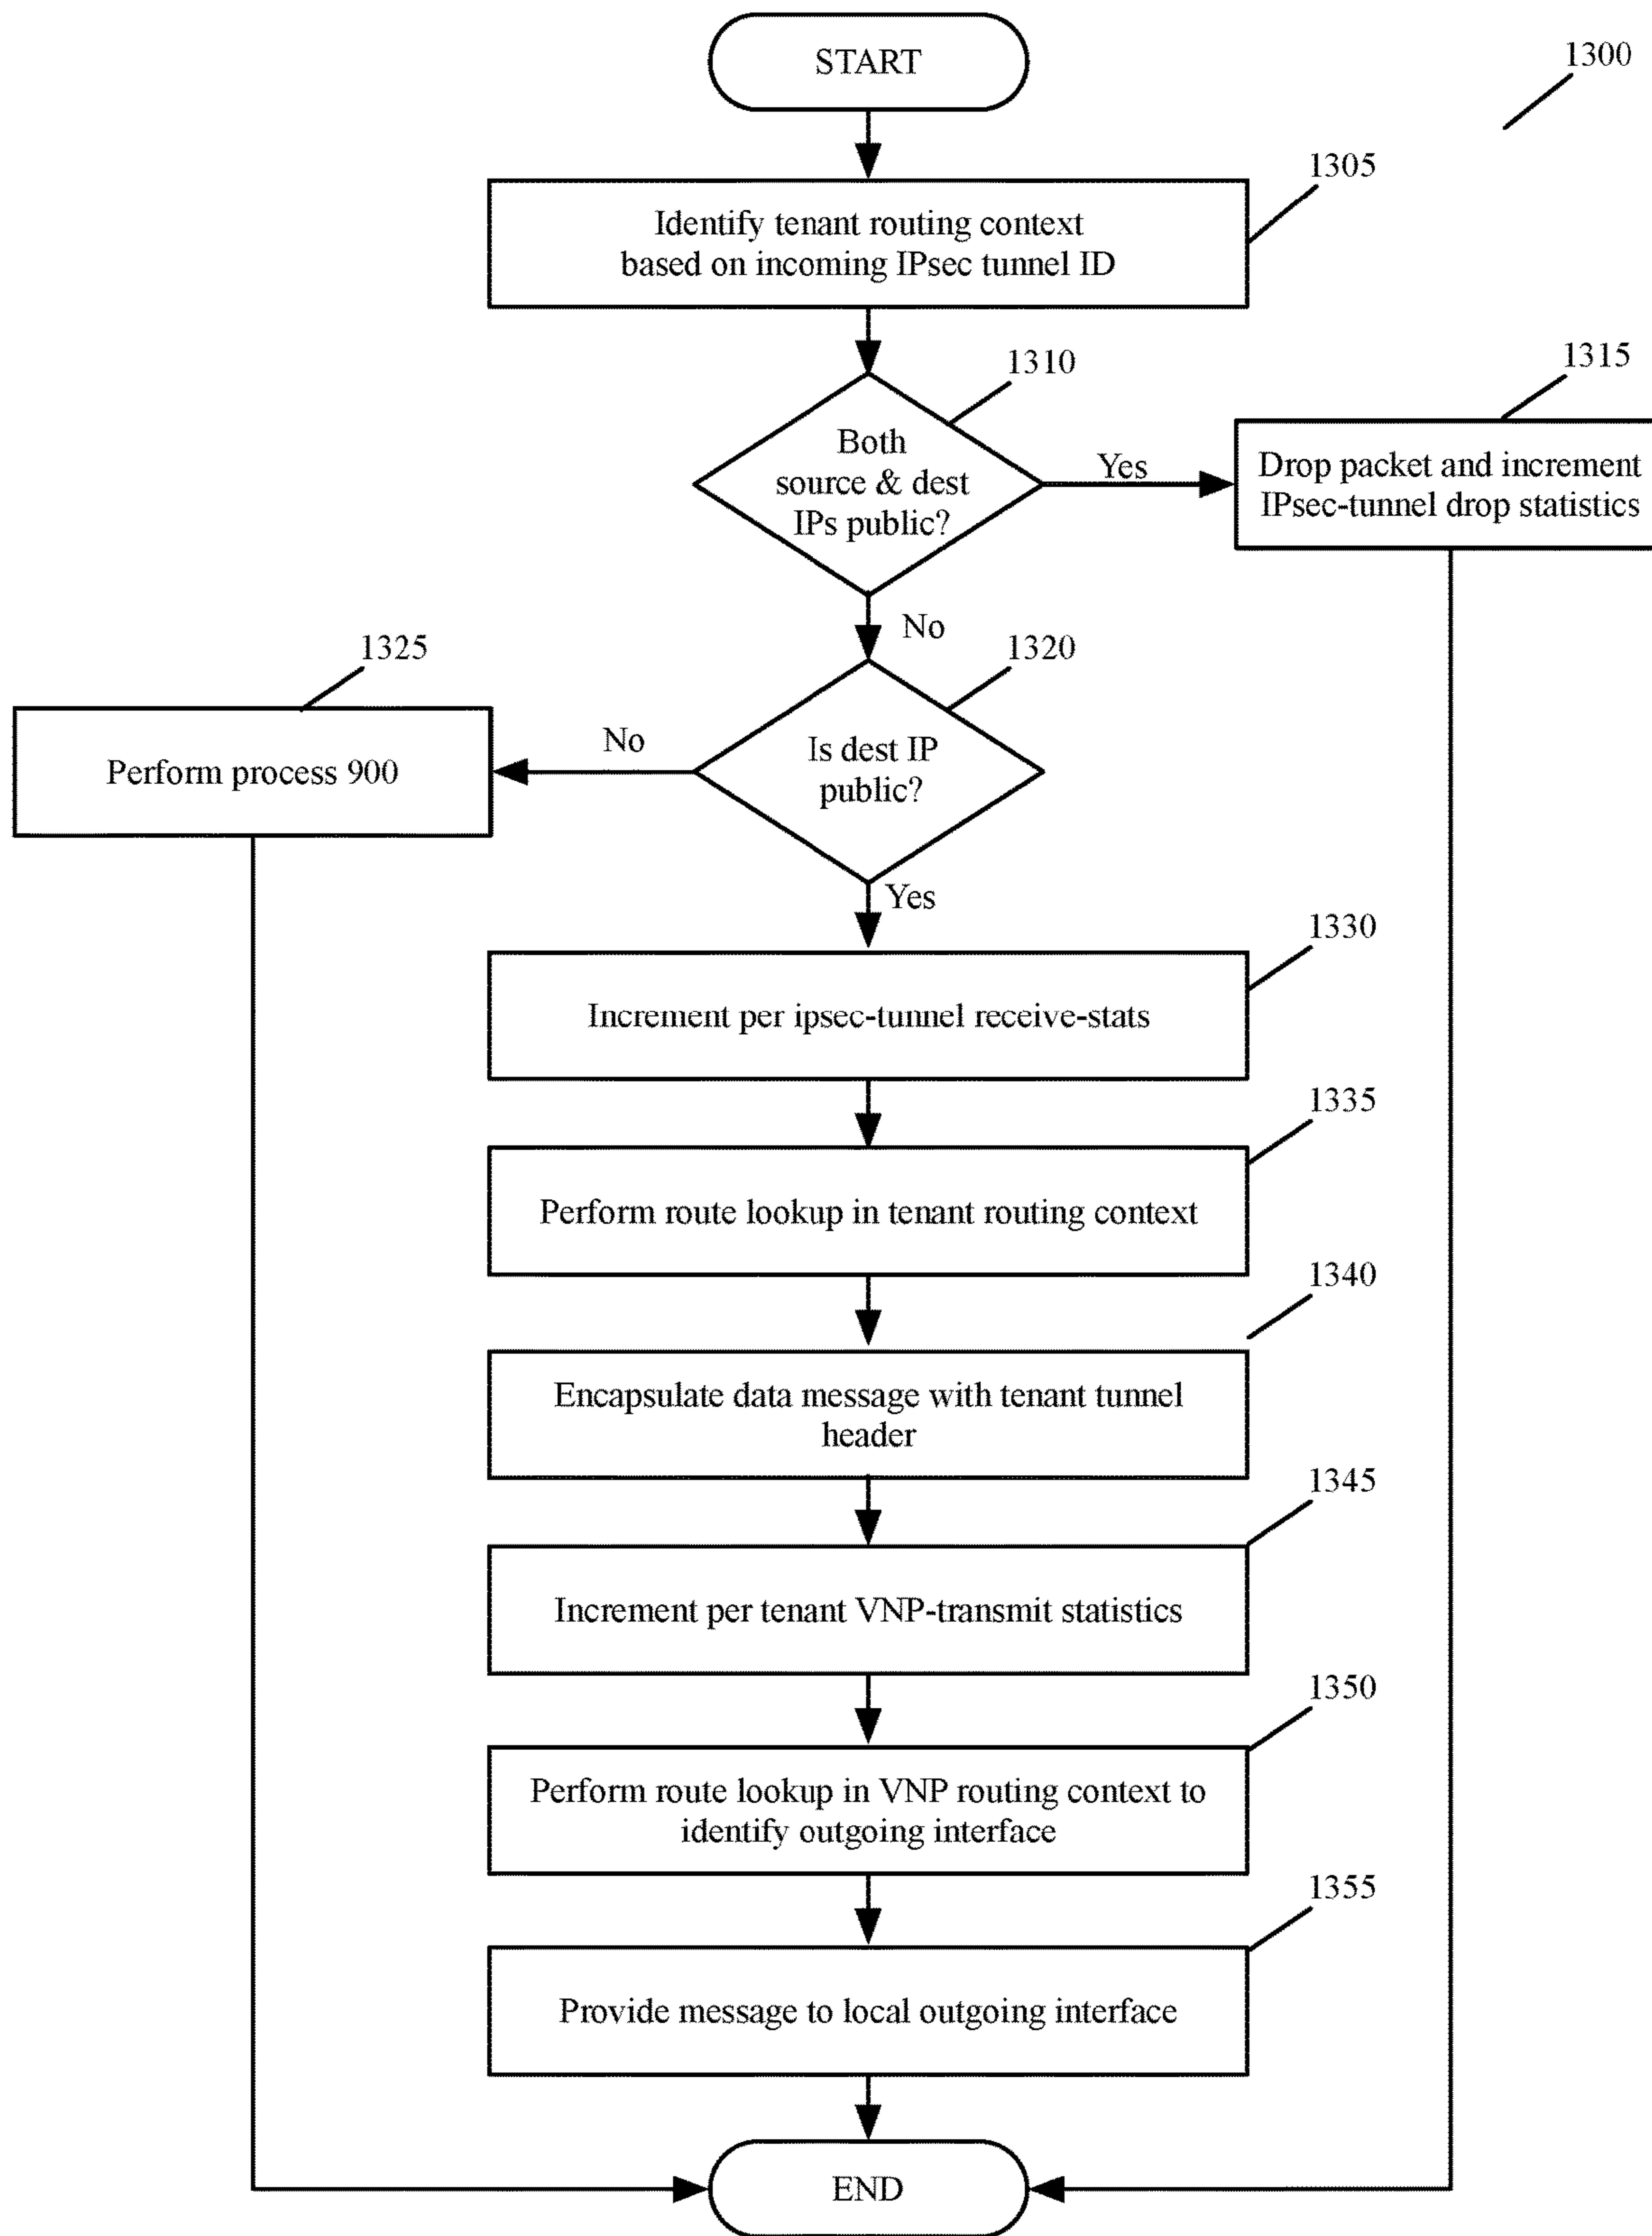 START
1300
1305
Identify tenant routing context
based on incoming IPsec tunnel ID
1310
1315
Both
source & dest
IPs public?
Yes
Drop packet and increment
IPsec-tunnel drop statistics
No
1325
1320
Perform process 900
No
Is dest IP
public?
Yes
1330
Increment per ipsec-tunnel receive-stats
1335
Perform route lookup in tenant routing context
1340
Encapsulate data message with tenant tunnel
header
1345
Increment per tenant VNP-transmit statistics
1350
Perform route lookup in VNP routing context to
identify outgoing interface
1355
Provide message to local outgoing interface
END